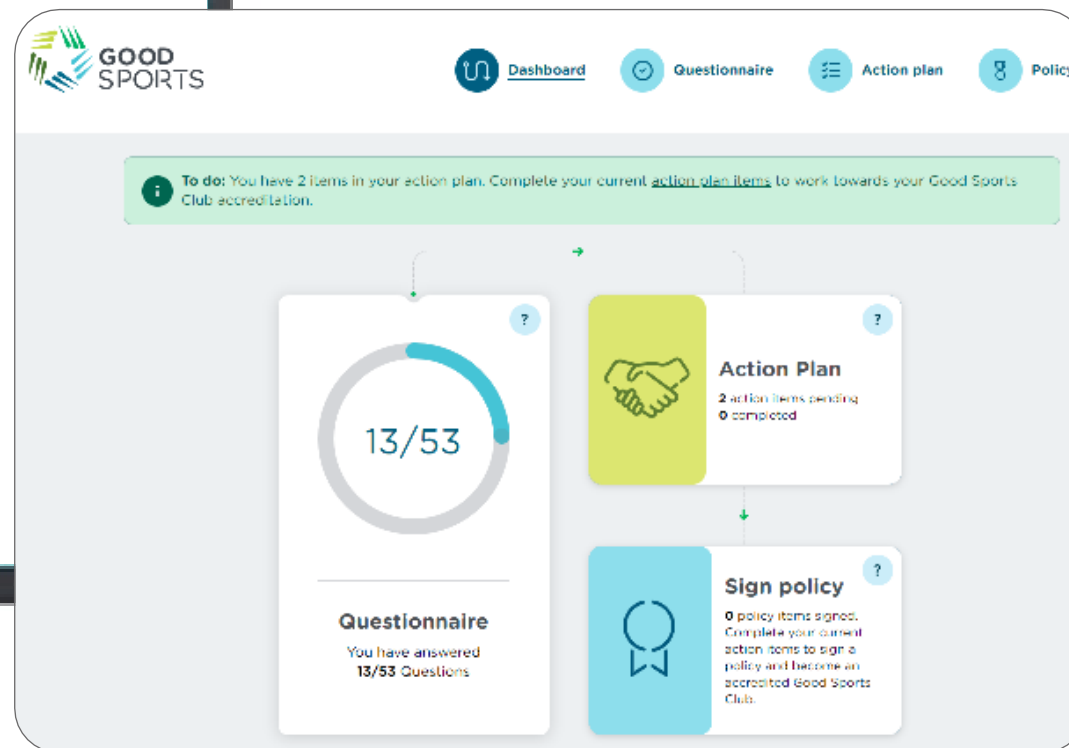 GOOD
SPORTS
Dashboard
Questionnaire
Action plan
Policy
To do: You have 2 items in your action plan. Complete your current action plan items to work towards your Good Sports
Club accreditation.
?
13/53
Questionnaire
You have answered
13/53 Questions
?
Action Plan
2 action items pending
0 completed
?
Sign policy
0 policy items signed.
Complete your current
action items to sign a
policy and become an
accredited Good Sports
Club.